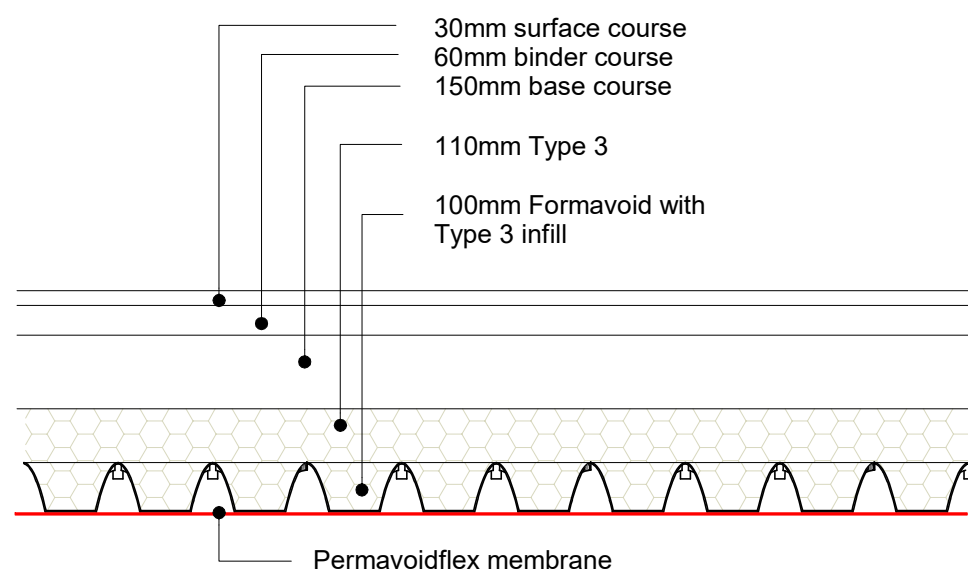 30mm surface course
60mm binder course
150mm base course
110mm Type 3
100mm Formavoid with
Type 3 infill
Permavoidflex membrane